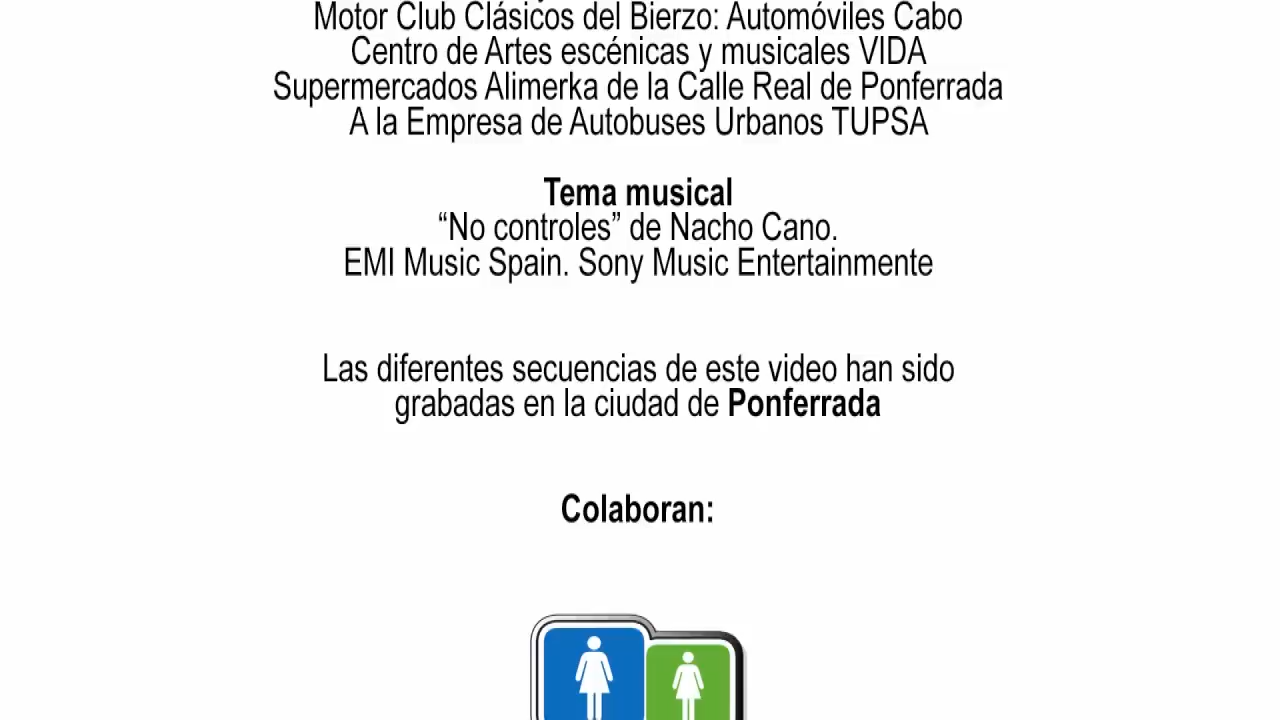 Motor Club Clásicos del Bierzo: Automóviles Cabo
Centro de Artes escénicas y musicales VIDA
Supermercados Alimerka de la Calle Real de Ponferrada
A la Empresa de Autobuses Urbanos TUPSA
Tema musical
“No controles” de Nacho Cano.
EMI Music Spain. Sony Music Entertainmente
Las diferentes secuencias de este video han sido
grabadas en la ciudad de Ponferrada
Colaboran: